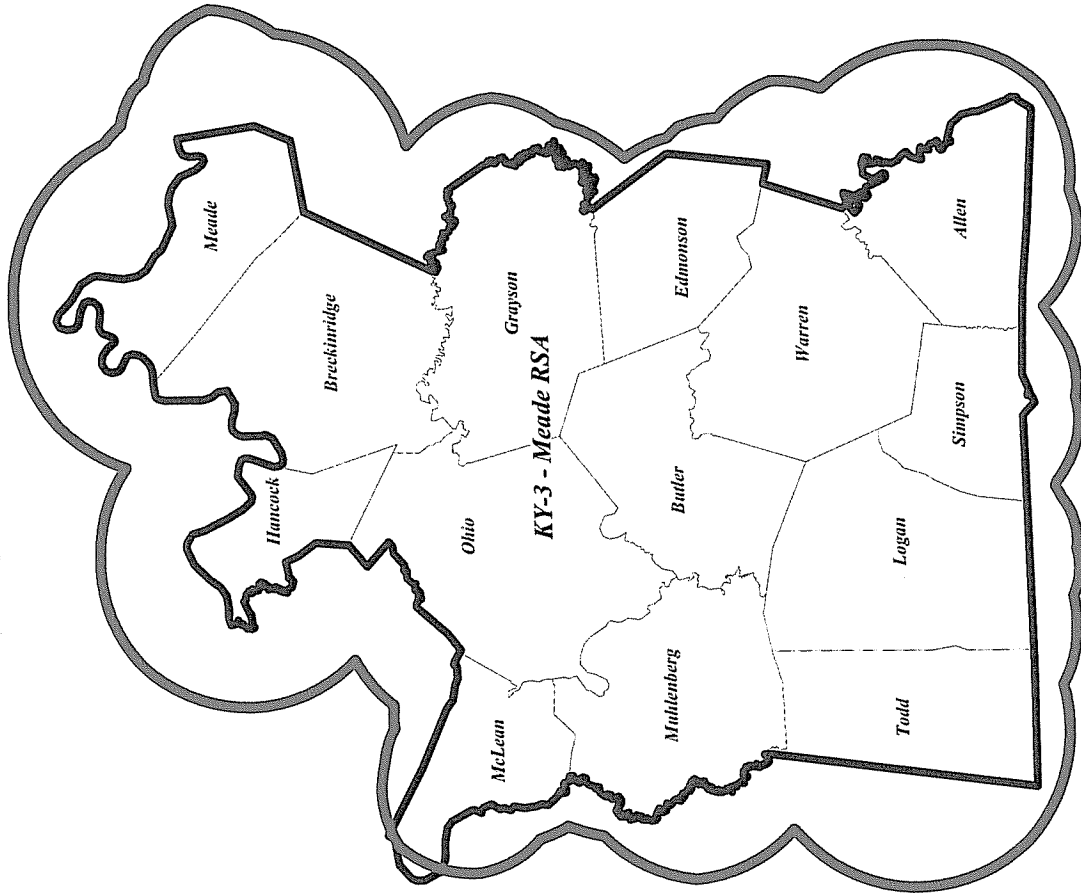 Meade
Breckinridge
Hancock
Grayson
Ohio
KY-3 - Meade RSA
Edmonson
McLean
Butler
Muhlenberg
Warren
Allen
Simpson
Logan
Todd